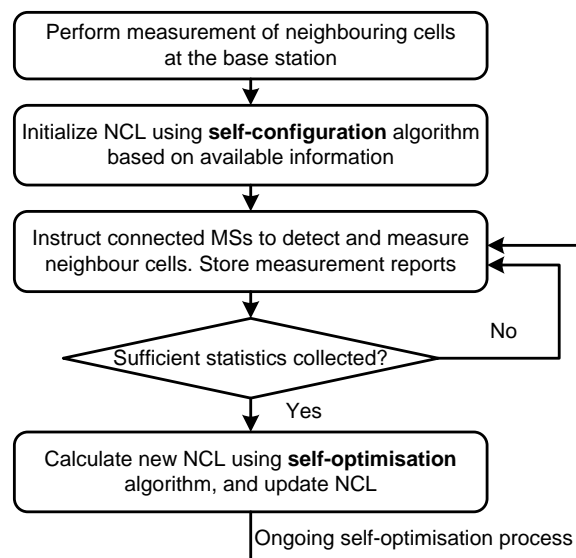 Perform measurement of neighbouring cells
at the base station
Initialize NCL using self-configuration algorithm
based on available information
Instruct connected MSs to detect and measure
neighbour cells. Store measurement reports
No
Sufficient statistics collected?
Yes
Calculate new NCL using self-optimisation
algorithm, and update NCL
Ongoing self-optimisation process